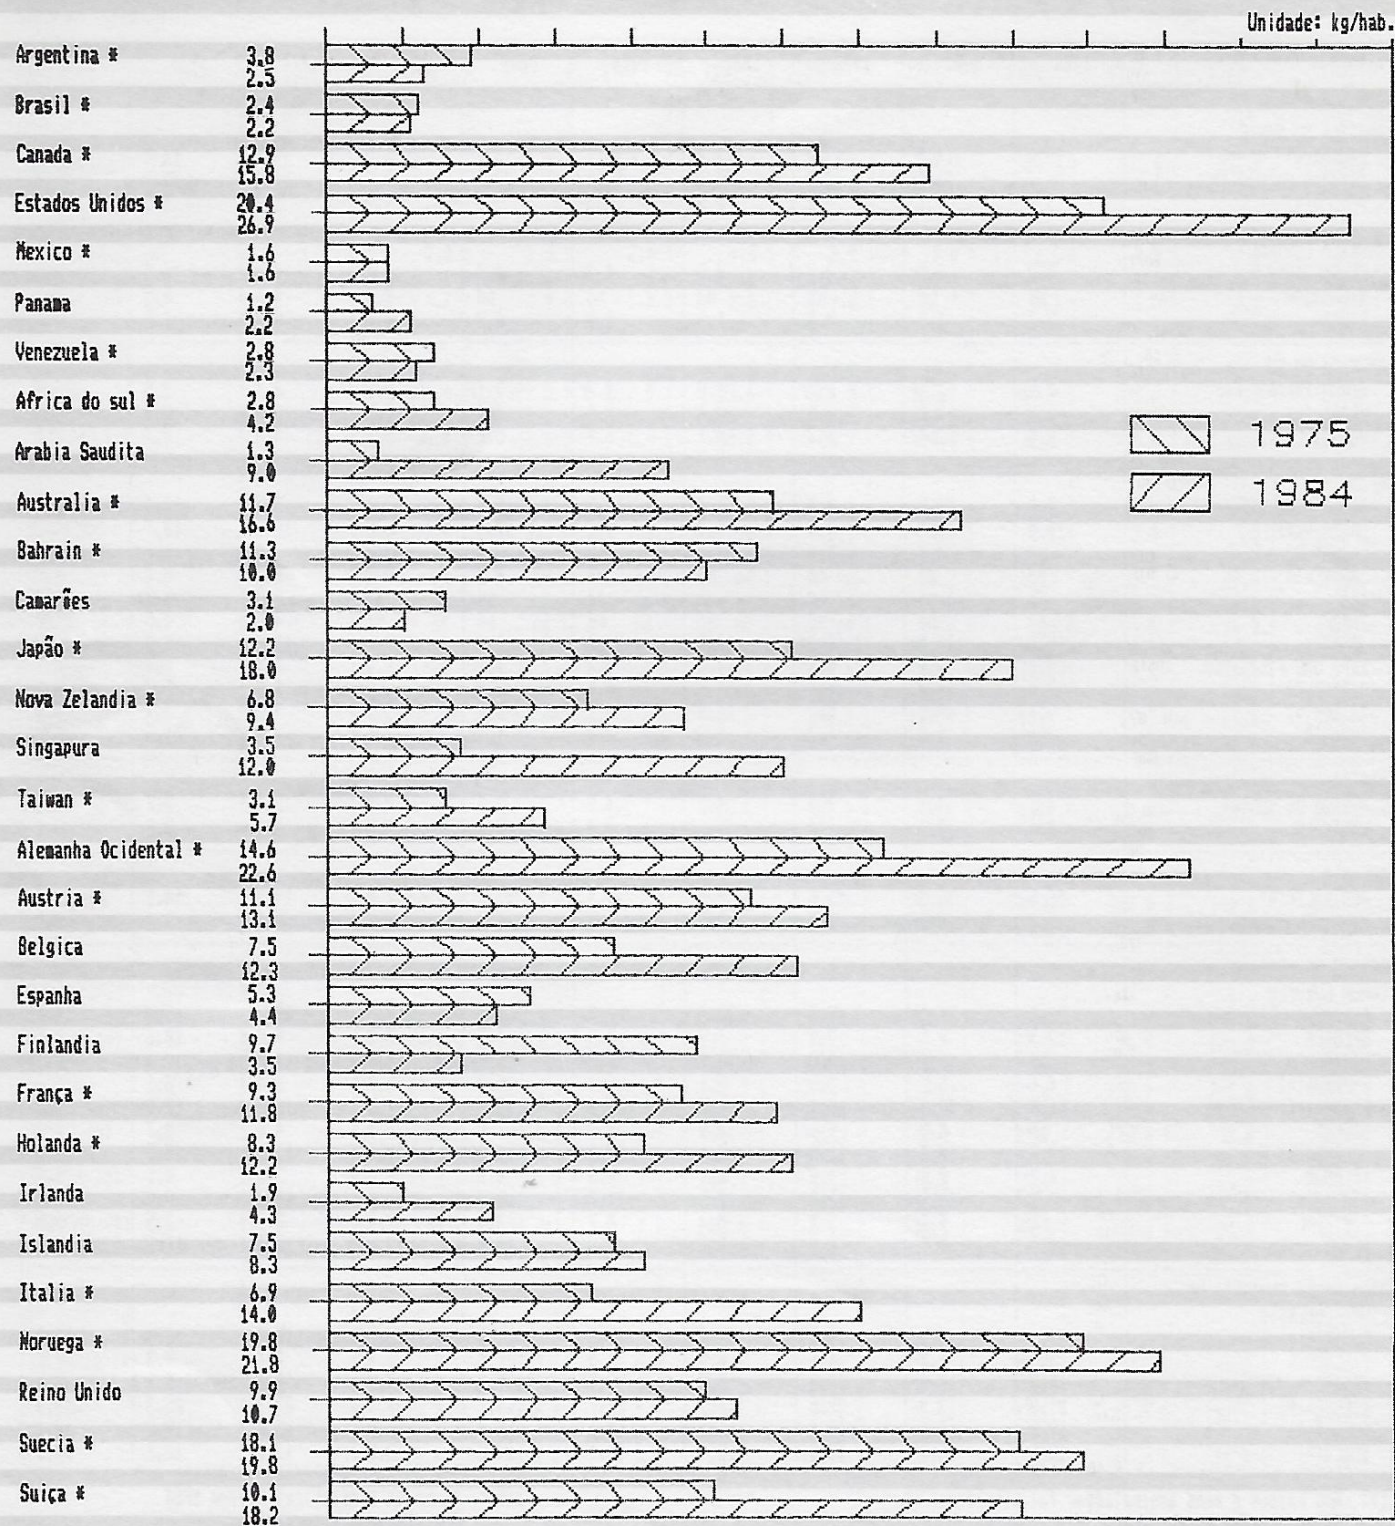 Unidade: kg/hab.
Argentina * 3.8
2.5
Brasil * 2.4
2.2
Canada * 12.9
15.8
Estados Unidos * 20.4
26.9
Mexico * 1.6
1.6
Panama 1.2
2.2
Venezuela * 2.8
2.3
Africa do sul * 2.8
4.2
Arabia Saudita 1.3
9.0
1975
Australia * 11.7
16.6
1984
Bahrain * 11.3
10.0
Camarões 3.1
2.0
Japão * 12.2
18.0
Nova Zelandia * 6.8
9.4
Singapura 3.5
12.0
Taiwan * 3.1
5.7
Alemanha Ocidental * 14.6
22.6
Austria * 11.1
13.1
Belgica 7.5
12.3
Espanha 5.3
4.4
Finlandia 9.7
3.5
França * 9.3
11.8
Holanda * 8.3
12.2
Irlanda 1.9
4.3
Islandia 7.5
8.3
Italia * 6.9
14.0
Noruega * 19.8
21.8
Reino Unido 9.9
10.7
Suecia * 18.1
19.8
Suiça * 10.1
18.2